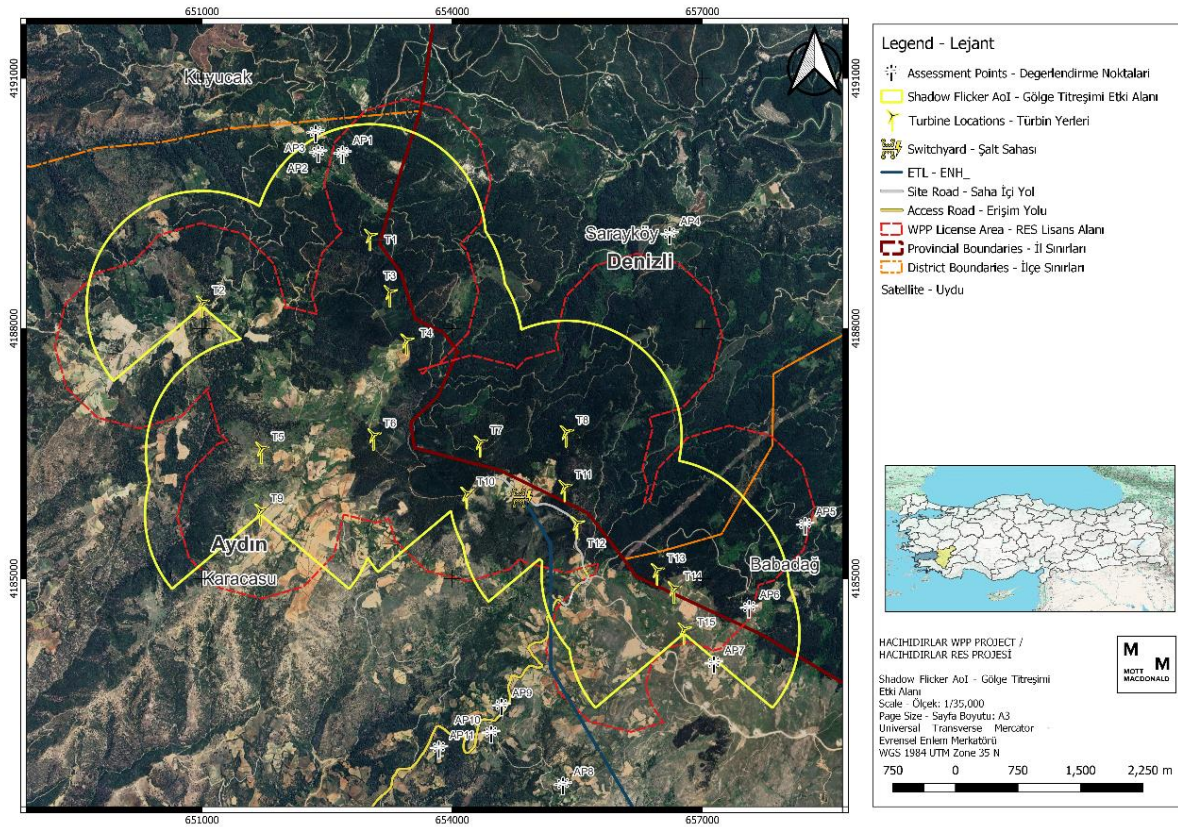 651000
654000
657000
4191000
4188000
4185000
Kuyucak
AP3
AP1
AP2
Sarayköy
AP4
Denizli
T1
T3
T2
T4
T5
T6
T7
T8
T9
T10
T11
T12
Aydın
Karacasu
T13
T14
T15
AP5
Babadağ
AP6
AP7
AP9
AP10
AP11
AP8
4191000
4188000
4185000
651000
654000
657000
Legend - Lejant
Assessment Points - Degerlendirme Noktalari
Shadow Flicker AoI - Gölge Titreşimi Etki Alanı
Turbine Locations - Türbin Yerleri
Switchyard - Şalt Sahası
ETL - ENH_
Site Road - Saha İçi Yol
Access Road - Erişim Yolu
WPP License Area - RES Lisans Alanı
Provincial Boundaries - İl Sınırları
District Boundaries - İlçe Sınırları
Satellite - Uydu
HACIHIDIRLAR WPP PROJECT /
HACIHIDIRLAR RES PROJESİ
M
M
MOTT
MACDONALD
Shadow Flicker AoI - Gölge Titreşimi
Etki Alanı
Scale - Ölçek: 1/35,000
Page Size - Sayfa Boyutu: A3
Universal Transverse Mercator -
Evrensel Enlem Merkatörü
WGS 1984 UTM Zone 35 N
750 0 750 1,500 2,250 m